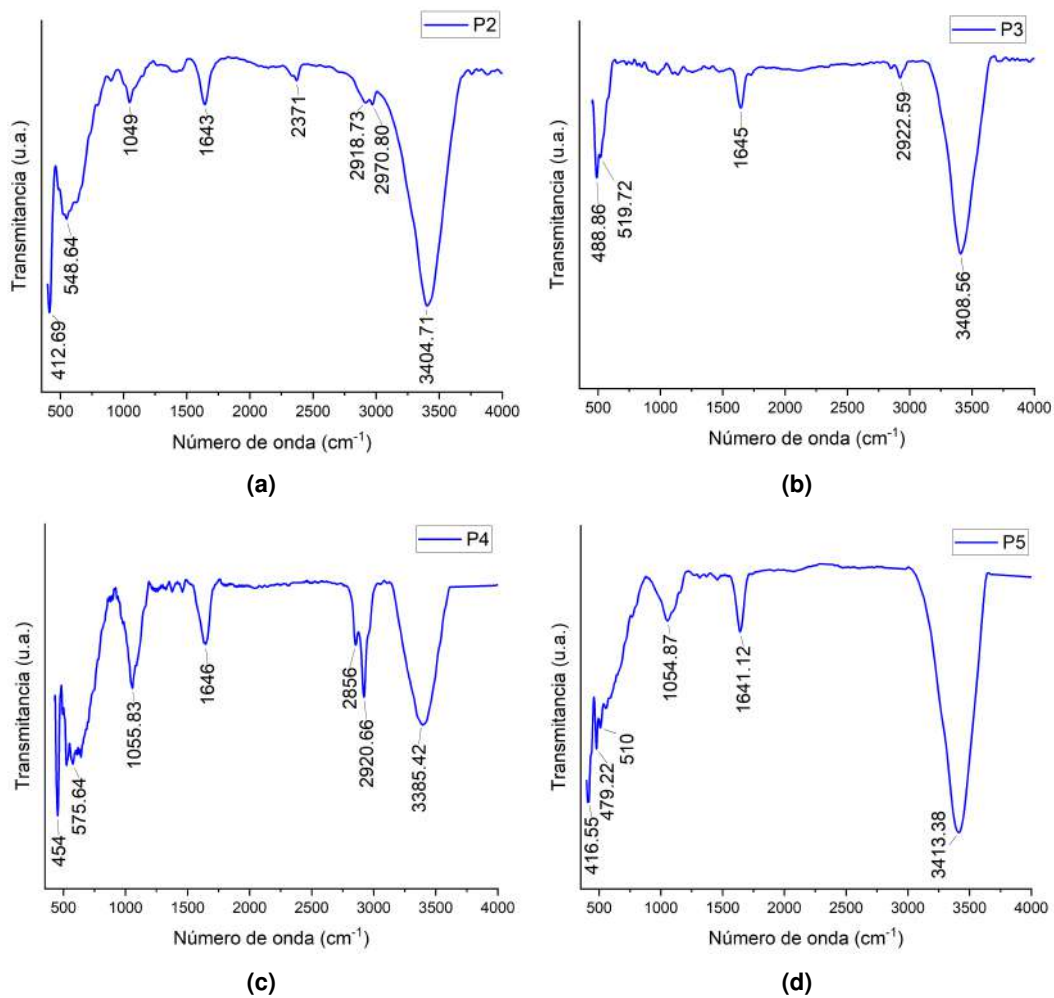 P2
Transmitancia (u.a.)
412.69
548.64
1049
1643
2371
2918.73
2970.80
3404.71
500 1000 1500 2000 2500 3000 3500 4000
Número de onda (cm⁻¹)
(a)
P3
Transmitancia (u.a.)
488.86
519.72
1645
2922.59
3408.56
500 1000 1500 2000 2500 3000 3500 4000
Número de onda (cm⁻¹)
(b)
P4
Transmitancia (u.a.)
454
575.64
1055.83
1646
2856
2920.66
3385.42
500 1000 1500 2000 2500 3000 3500 4000
Número de onda (cm⁻¹)
(c)
P5
Transmitancia (u.a.)
416.55
479.22
510
1054.87
1641.12
3413.38
500 1000 1500 2000 2500 3000 3500 4000
Número de onda (cm⁻¹)
(d)